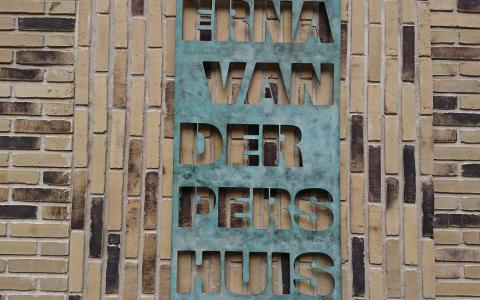 ERNA
VAN
DER
PERS
HUIS